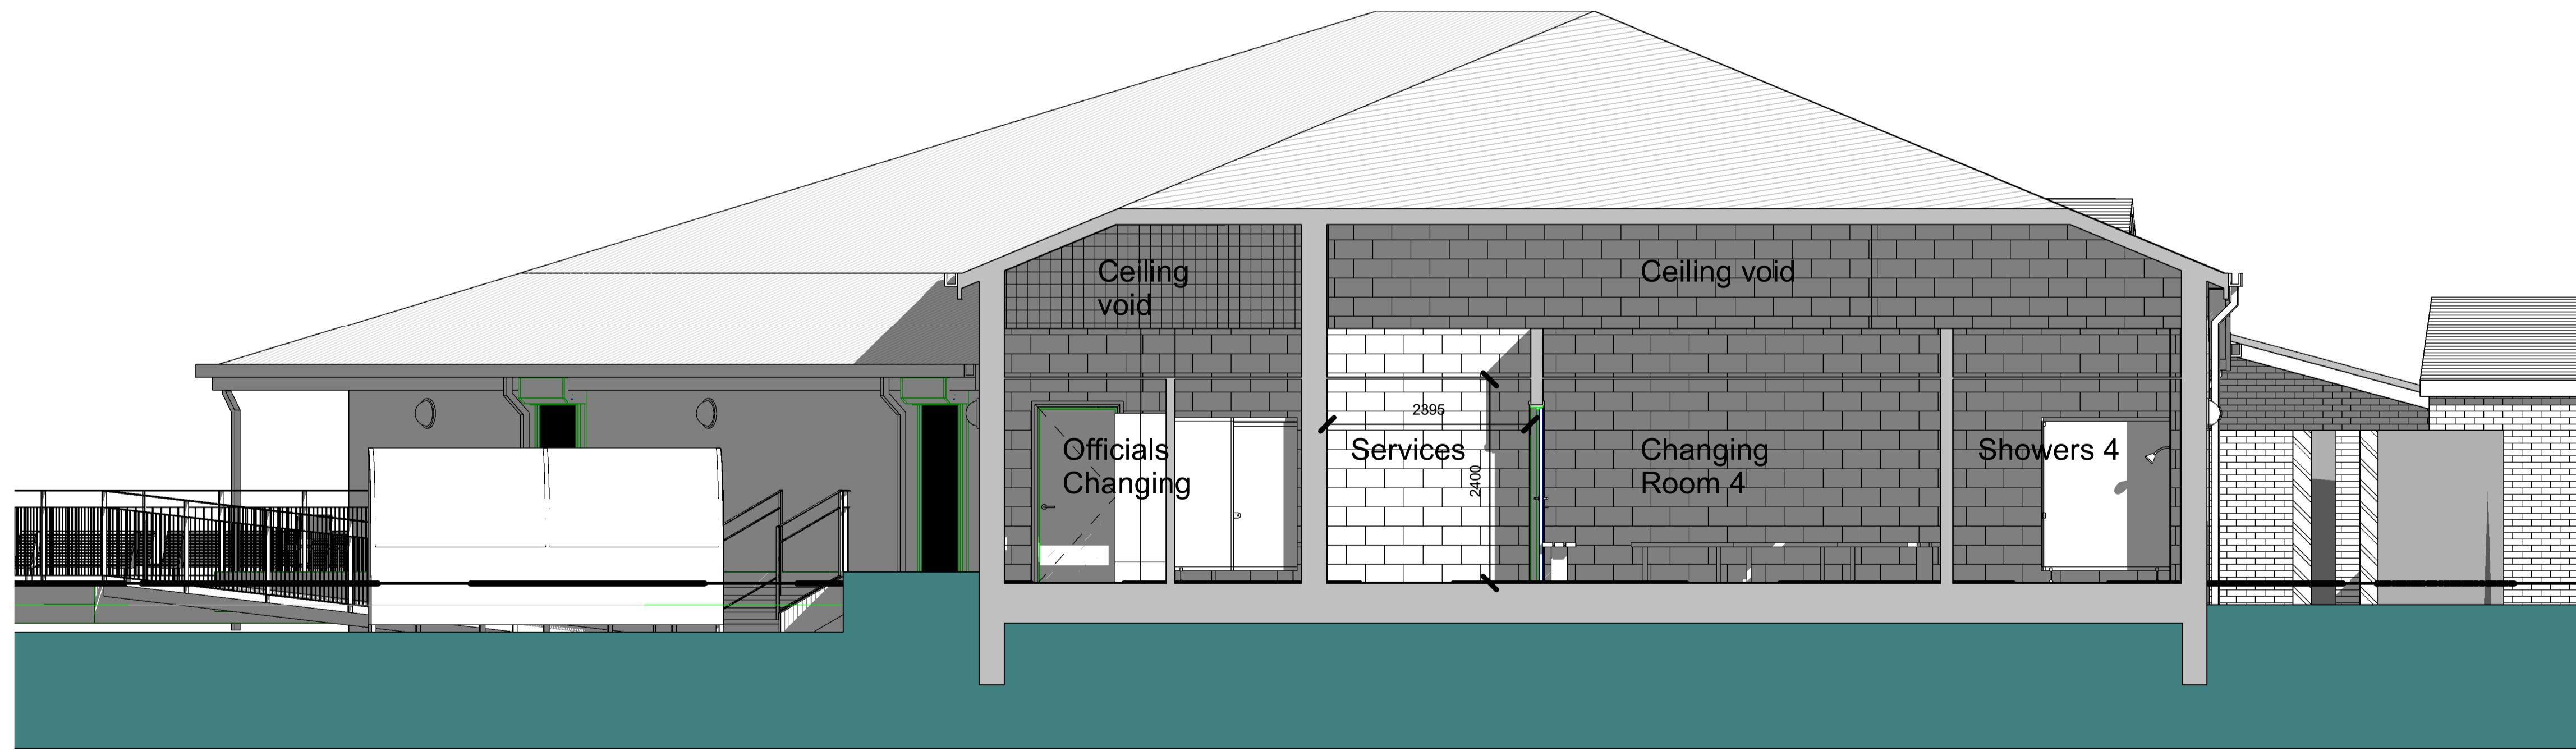 Ceiling
void
Ceiling void
2395
Officials
Changing
Services
2400
Changing
Room 4
Showers 4